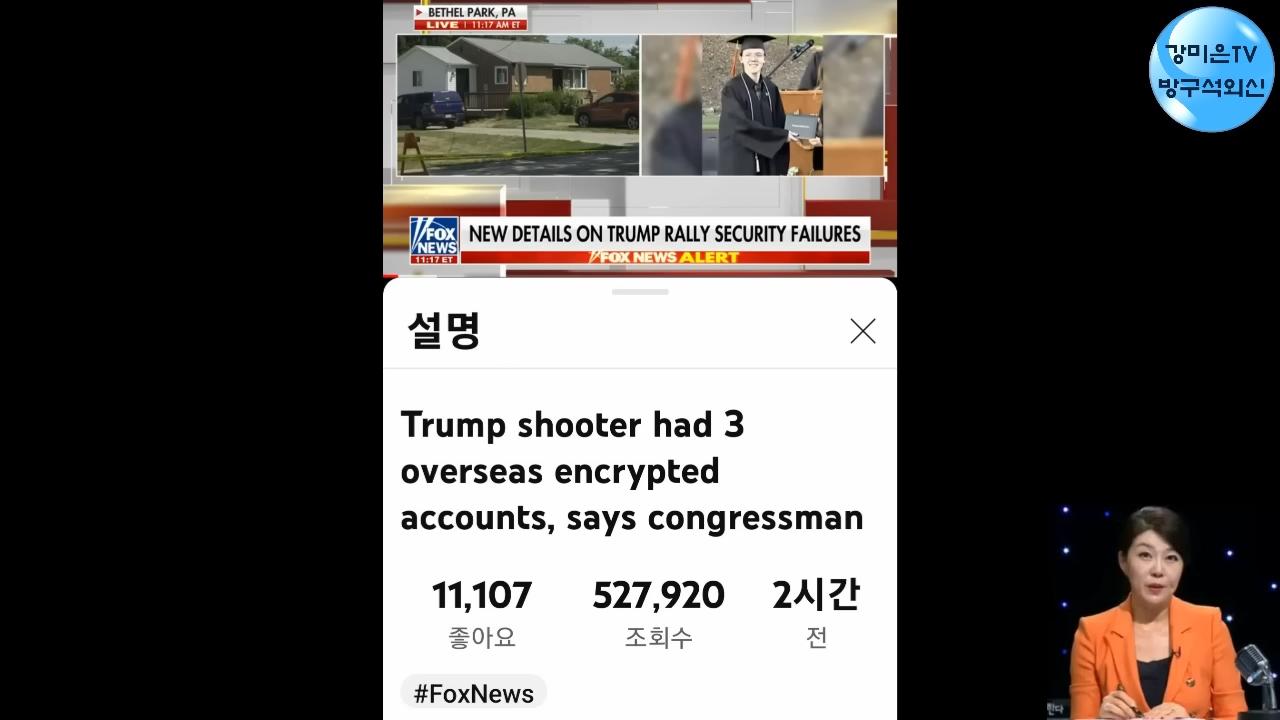 BETHEL PARK, PA
LIVE | 11:17 AM ET
FOX
NEWS
11:17 ET
NEW DETAILS ON TRUMP RALLY SECURITY FAILURES
FOX NEWS ALERT
설명
Trump shooter had 3
overseas encrypted
accounts, says congressman
11,107 527,920 2시간
좋아요 조회수 전
#FoxNews
강미은TV
방구석외신
한다